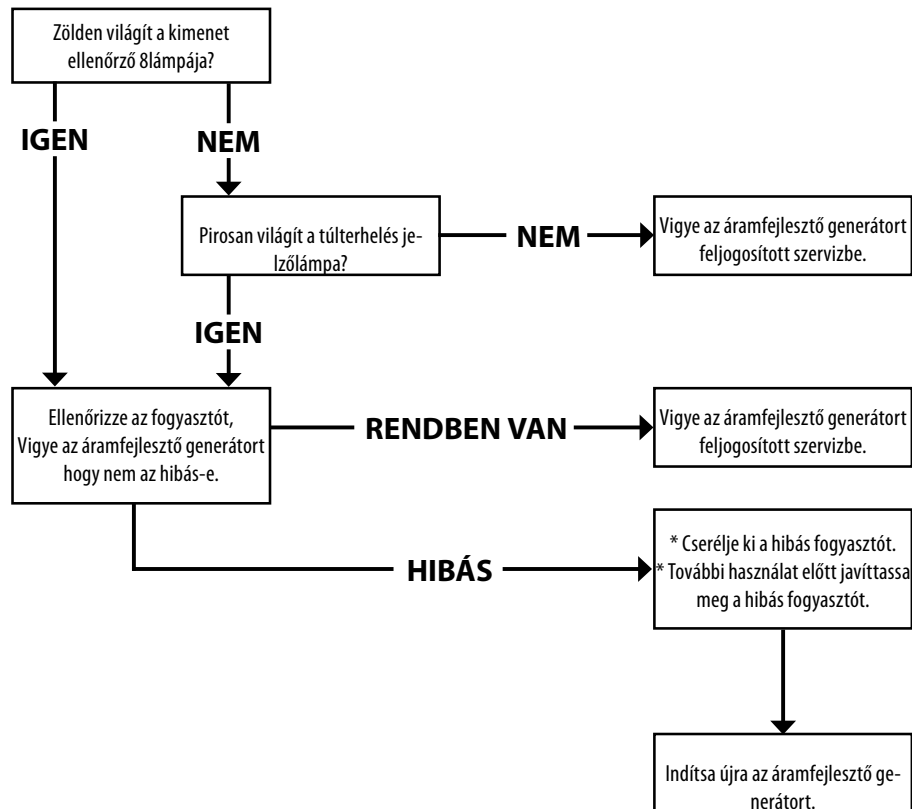 Zölden világít a kimenet
ellenőrző 8lámpája?
IGEN
NEM
Pirosan világít a túlterhelés je-
lzőlámpa?
NEM
Vigye az áramfejlesztő generátort
feljogosított szervizbe.
IGEN
Ellenőrizze az fogyasztót,
Vigye az áramfejlesztő generátort
hogy nem az hibás-e.
RENDBEN VAN
Vigye az áramfejlesztő generátort
feljogosított szervizbe.
HIBÁS
* Cserélje ki a hibás fogyasztót.
* További használat előtt javíttassa
meg a hibás fogyasztót.
Indítsa újra az áramfejlesztő ge-
nerátort.